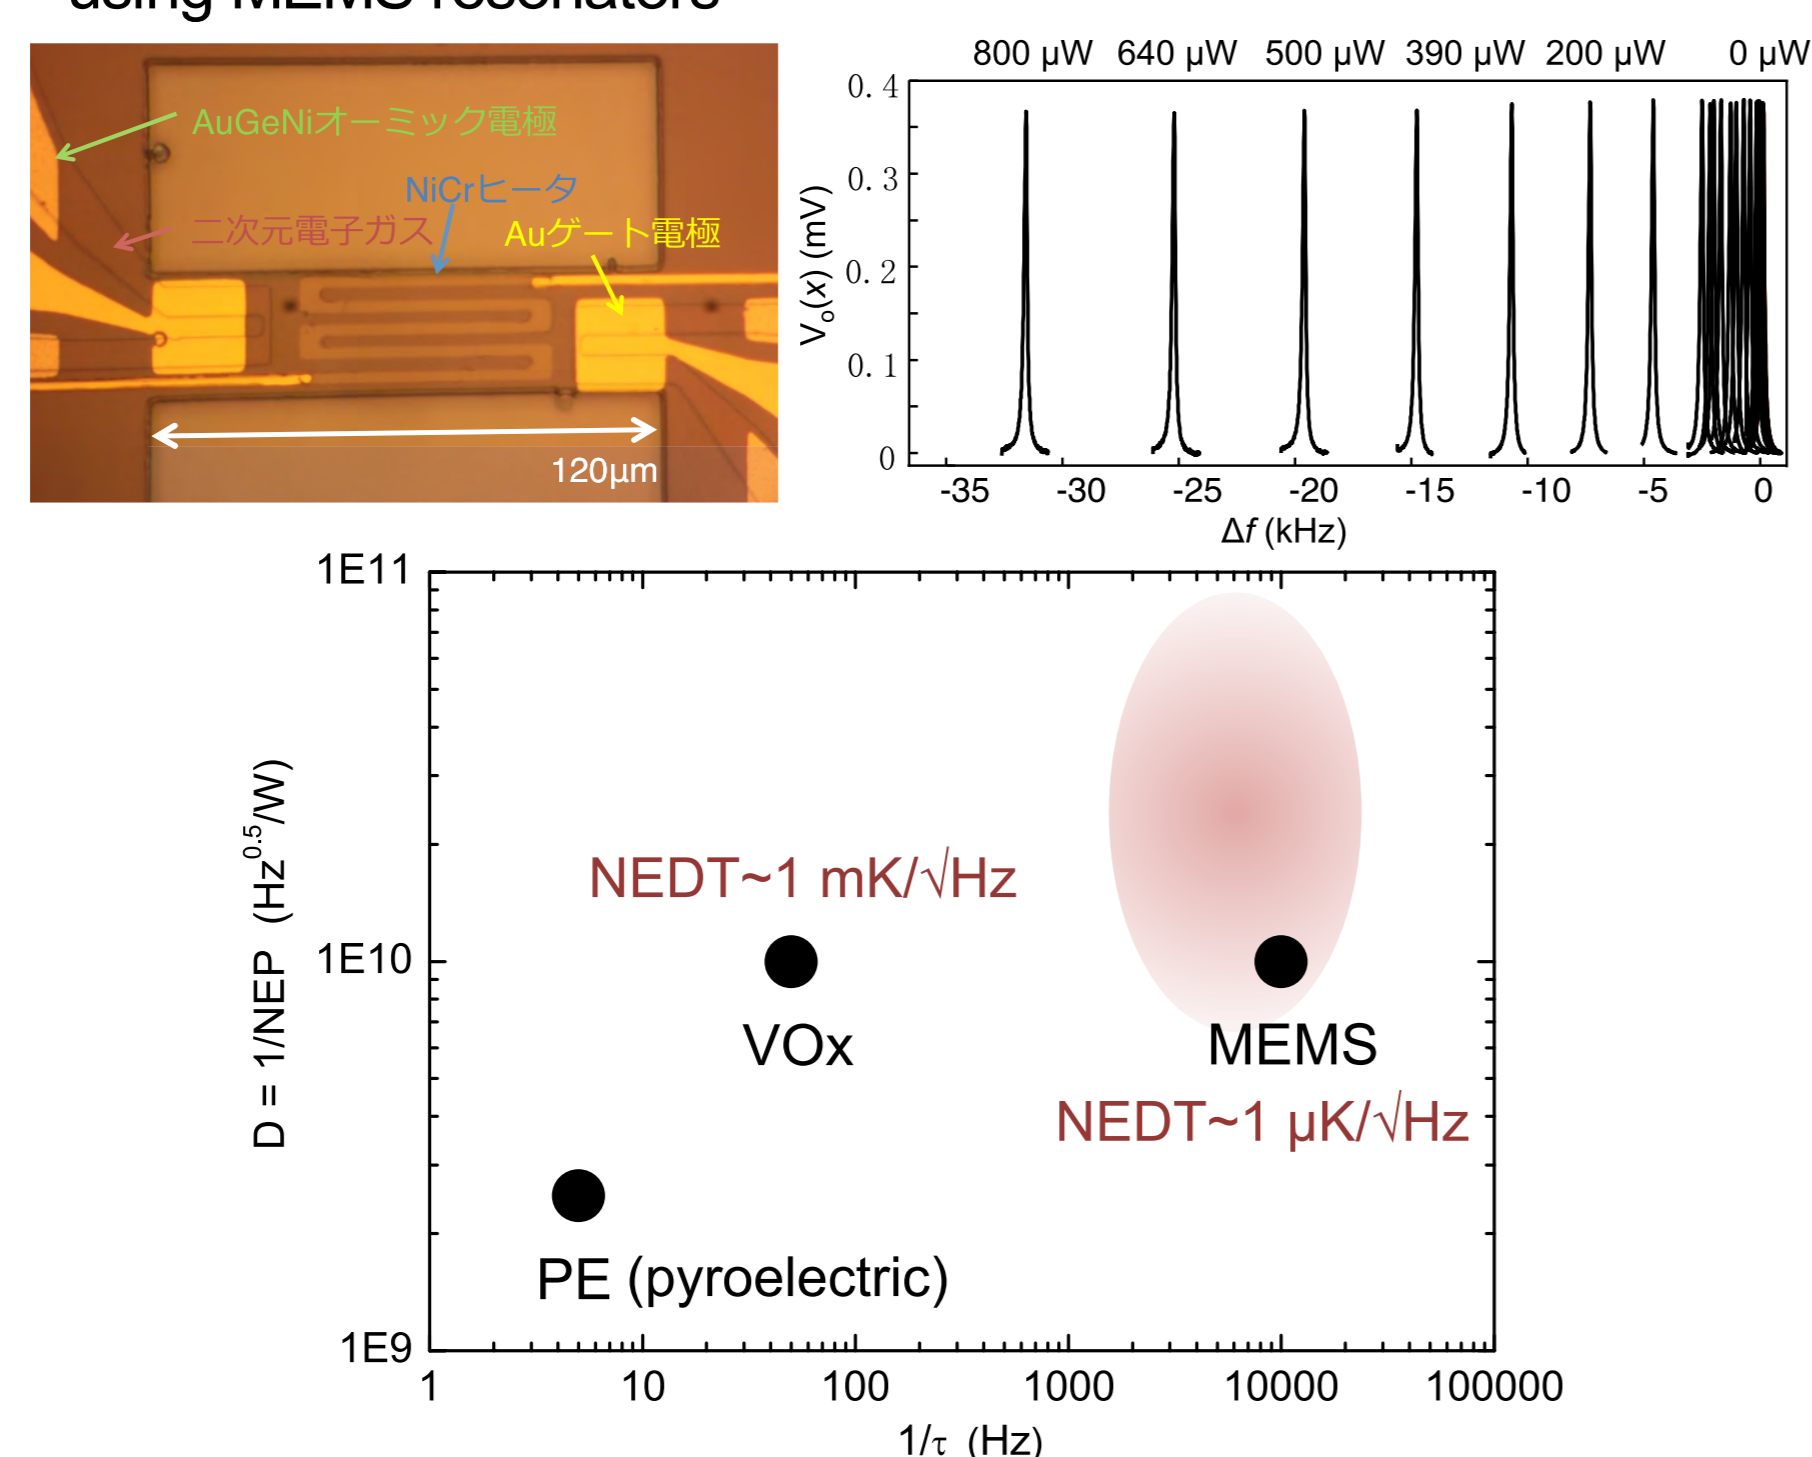 using MEMS resonators
AuGeNiオーミック電極
NiCrヒータ
二次元電子ガス
Auゲート電極
120μm
800 μW 640 μW 500 μW 390 μW 200 μW 0 μW
0.4
0.3
0.2
0.1
0
Vo(x) (mV)
-35 -30 -25 -20 -15 -10 -5 0
Δf (kHz)
1E11
1E10
1E9
D = 1/NEP (Hz0.5/W)
NEDT~1 mK/√Hz
VOx
MEMS
NEDT~1 μK/√Hz
PE (pyroelectric)
1 10 100 1000 10000 100000
1/τ (Hz)